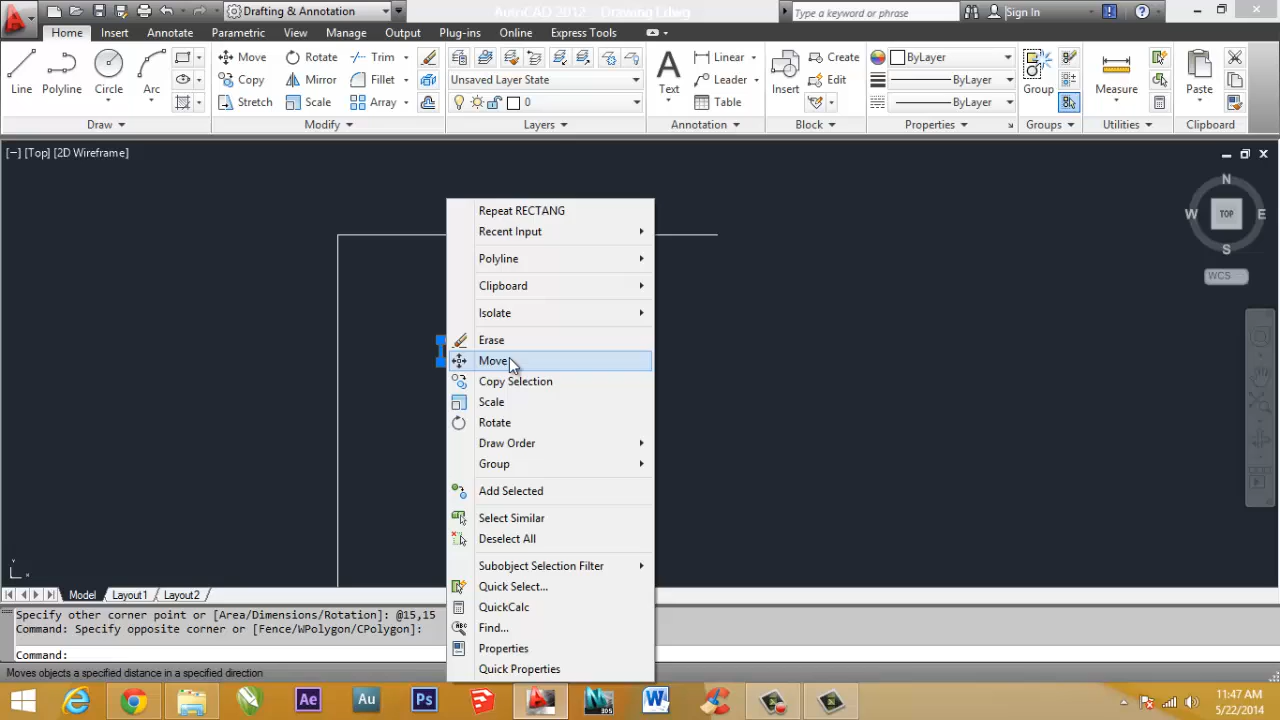 Drafting & Annotation
AutoCAD 2012 Drawing1.dwg
Type a keyword or phrase
Sign In
Home Insert Annotate Parametric View Manage Output Plug-ins Online Express Tools
Move Rotate Trim
Copy Mirror Fillet
Stretch Scale Array
Line Polyline Circle Arc
Unsaved Layer State
0
Text
Linear
Leader
Table
Insert
Create
Edit
ByLayer
ByLayer
ByLayer
Group
Measure
Paste
Draw Modify Layers Annotation Block Properties Groups Utilities Clipboard
[−] [Top] [2D Wireframe]
N
W TOP E
S
WCS
Repeat RECTANG
Recent Input
Polyline
Clipboard
Isolate
Erase
Move
Copy Selection
Scale
Rotate
Draw Order
Group
Add Selected
Select Similar
Deselect All
Subobject Selection Filter
Quick Select...
QuickCalc
Find...
Properties
Quick Properties
Y
X
Model Layout1 Layout2
Specify other corner point or [Area/Dimensions/Rotation]: @15,15
Command: Specify opposite corner or [Fence/WPolygon/CPolygon]:
Command:
Moves objects a specified distance in a specified direction
Ae Au Ps
11:47 AM
5/22/2014